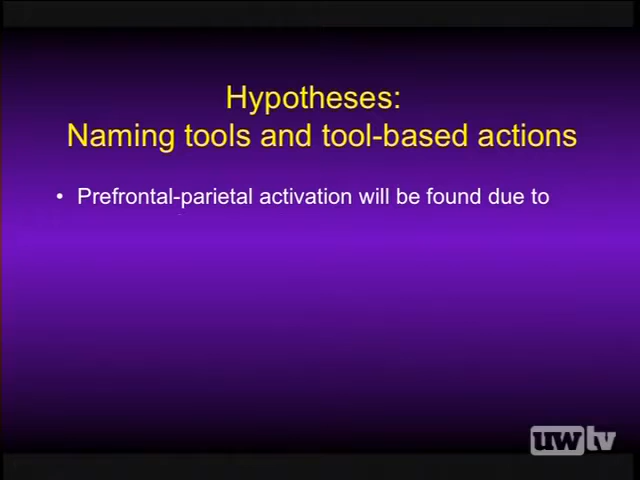 Hypotheses:
Naming tools and tool-based actions
• Prefrontal-parietal activation will be found due to
uwtv